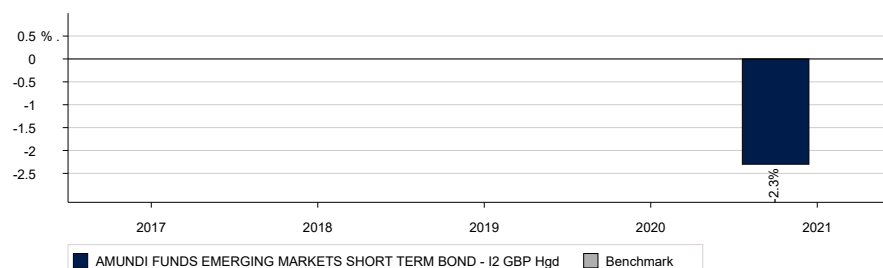 0.5 % .
0
-0.5
-1
-1.5
-2
-2.5
-2.3%
2017 2018 2019 2020 2021
AMUNDI FUNDS EMERGING MARKETS SHORT TERM BOND - I2 GBP Hgd Benchmark